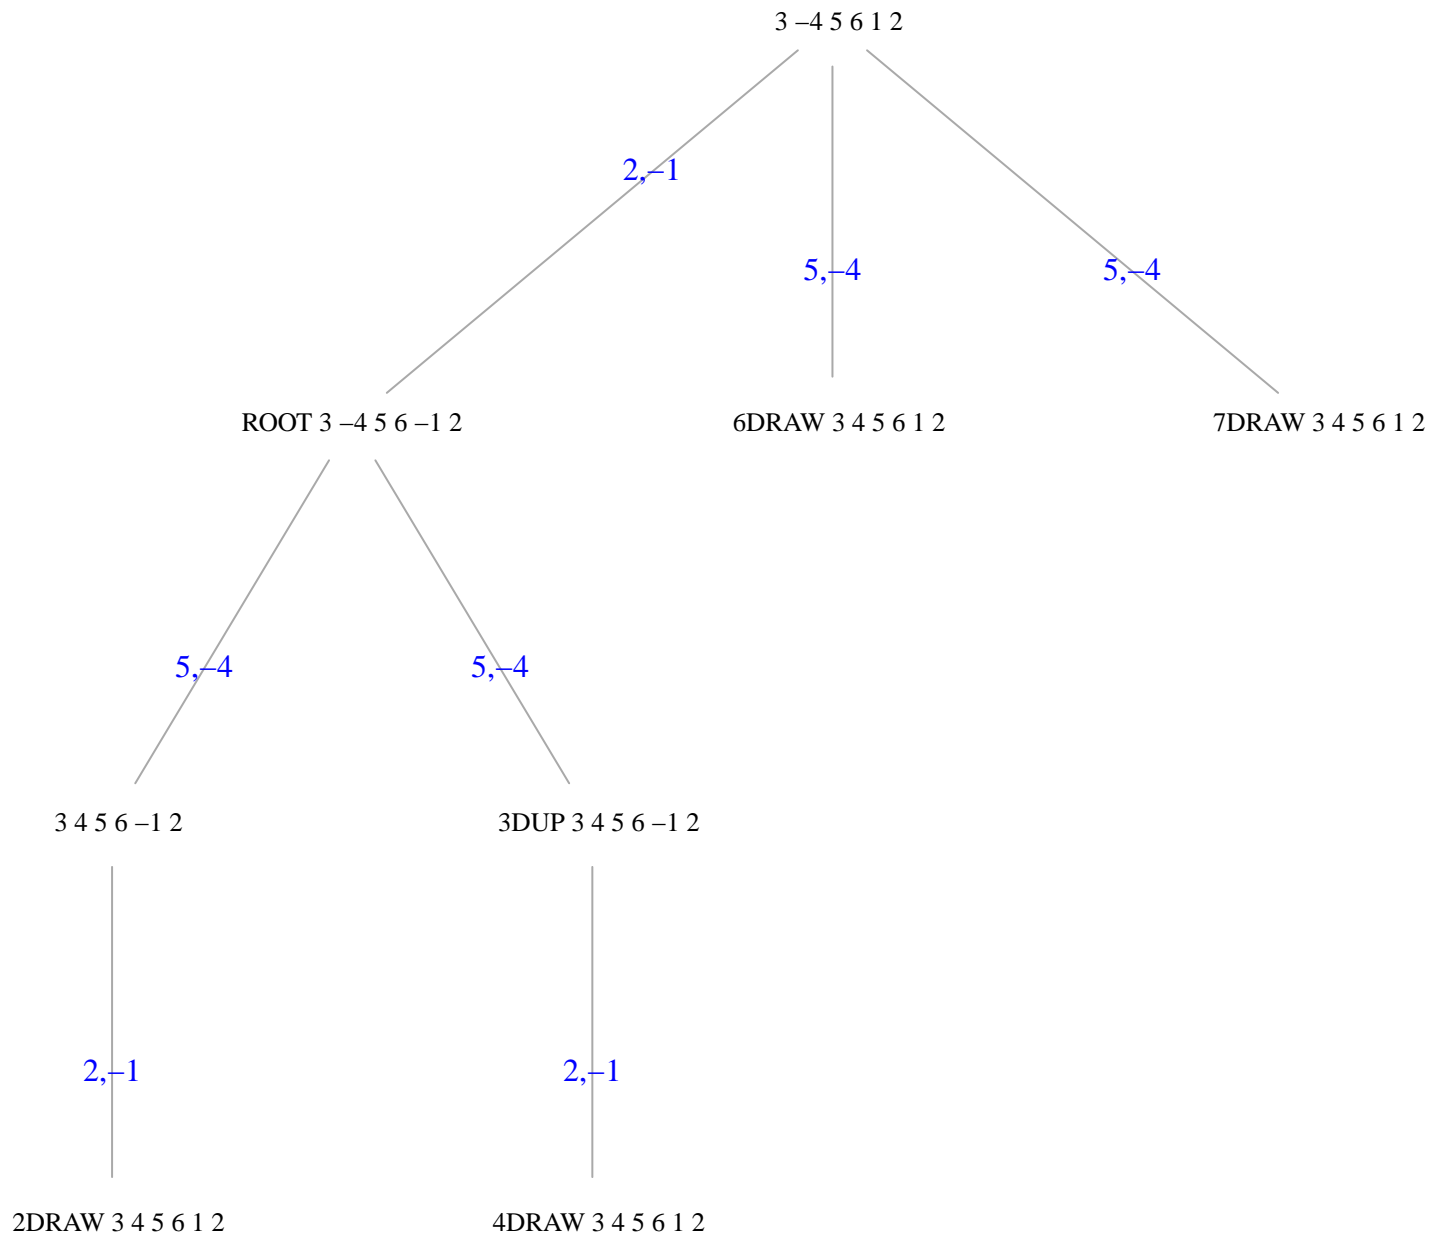 3 –4 5 6 1 2
2,–1
5,–4
5,–4
ROOT 3 –4 5 6 –1 2
6DRAW 3 4 5 6 1 2
7DRAW 3 4 5 6 1 2
5,–4
5,–4
3 4 5 6 –1 2
3DUP 3 4 5 6 –1 2
2,–1
2,–1
2DRAW 3 4 5 6 1 2
4DRAW 3 4 5 6 1 2